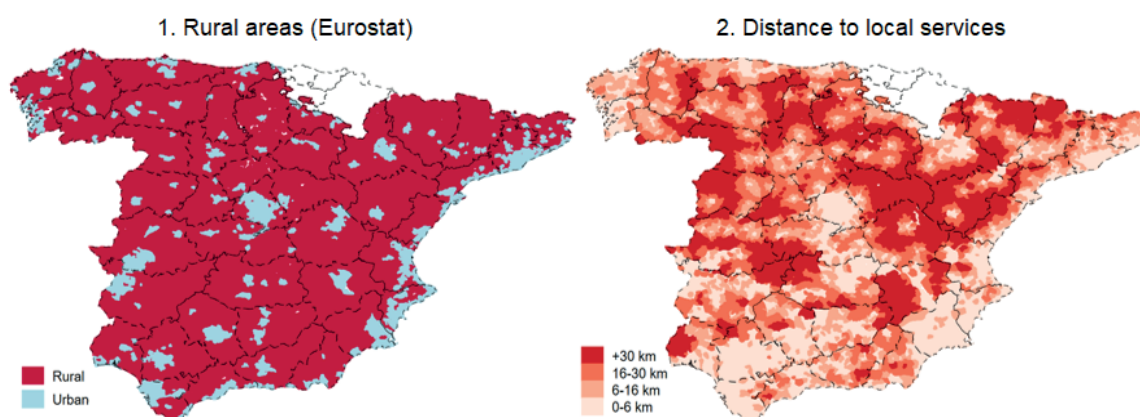 1. Rural areas (Eurostat)
2. Distance to local services
Rural
Urban
+30 km
16-30 km
6-16 km
0-6 km